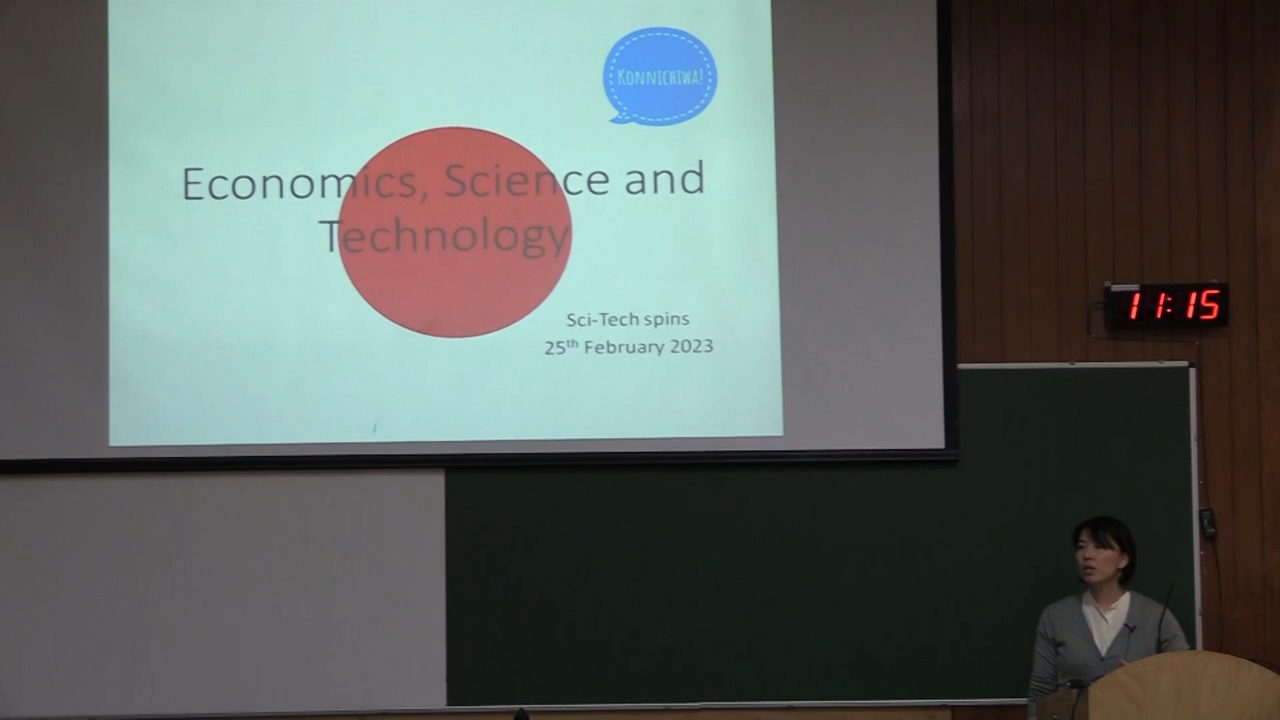 KONNICHIWA!
Economics, Science and
Technology
Sci-Tech spins
25th February 2023
11:15